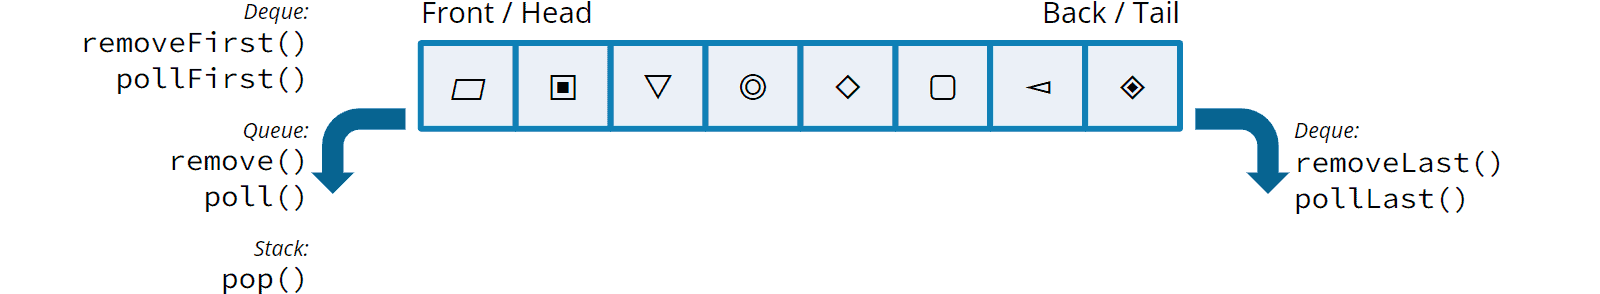 Deque:
removeFirst()
pollFirst()
Queue:
remove()
poll()
Stack:
pop()
Front / Head
Back / Tail
Deque:
removeLast()
pollLast()